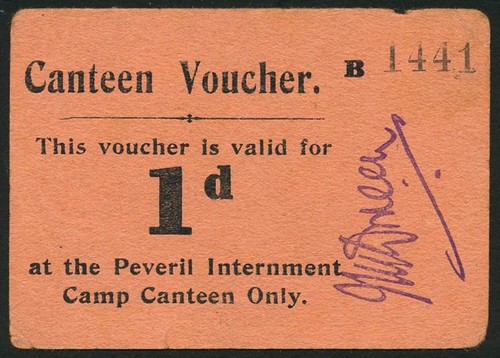 Canteen Voucher. B 1441
This voucher is valid for
1d
at the Peveril Internment
Camp Canteen Only.